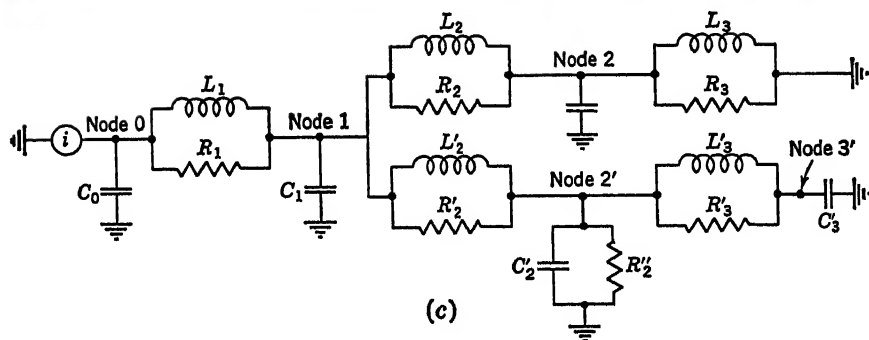 L₂
L₃
Node 2
R₂
R₃
L₁
Node 0
Node 1
i
R₁
C₀
C₁
L′₂
L′₃
Node 3′
Node 2′
R′₂
R′₃
C′₃
C′₂
R″₂
(c)